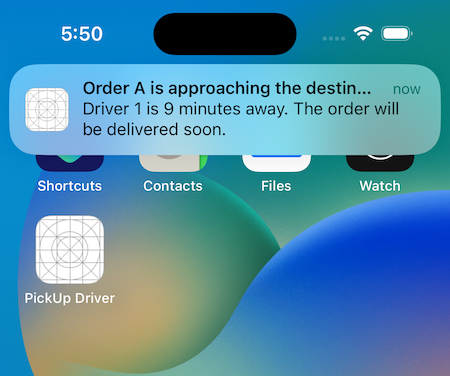 5:50
Order A is approaching the destin... now
Driver 1 is 9 minutes away. The order will
be delivered soon.
Shortcuts Contacts Files Watch
PickUp Driver